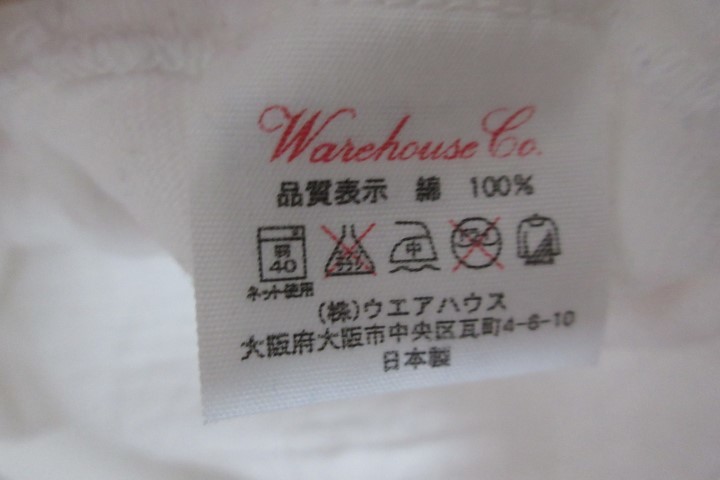 Warehouse Co.
品質表示 綿 100%
弱 40 中
ネット使用
(株)ウエアハウス
大阪府大阪市中央区瓦町4-6-10
日本製